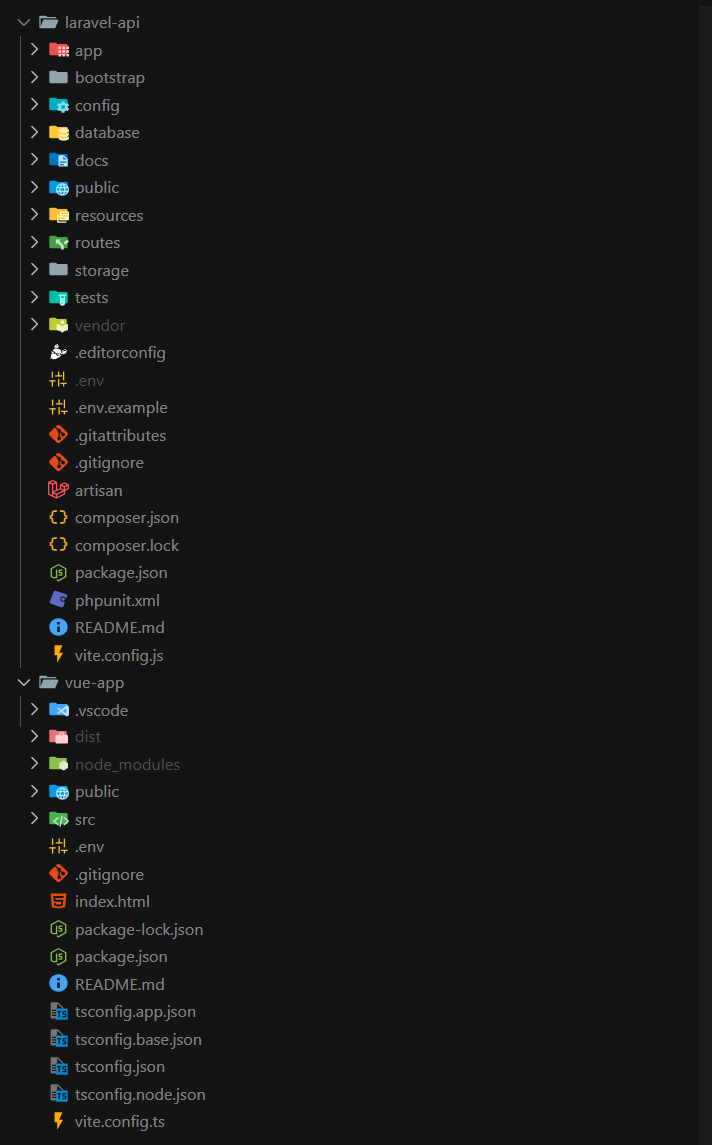 laravel-api
app
bootstrap
config
database
docs
public
resources
routes
storage
tests
vendor
.editorconfig
.env
.env.example
.gitattributes
.gitignore
artisan
composer.json
composer.lock
package.json
phpunit.xml
README.md
vite.config.js
vue-app
.vscode
dist
node_modules
public
src
.env
.gitignore
index.html
package-lock.json
package.json
README.md
tsconfig.app.json
tsconfig.base.json
tsconfig.json
tsconfig.node.json
vite.config.ts